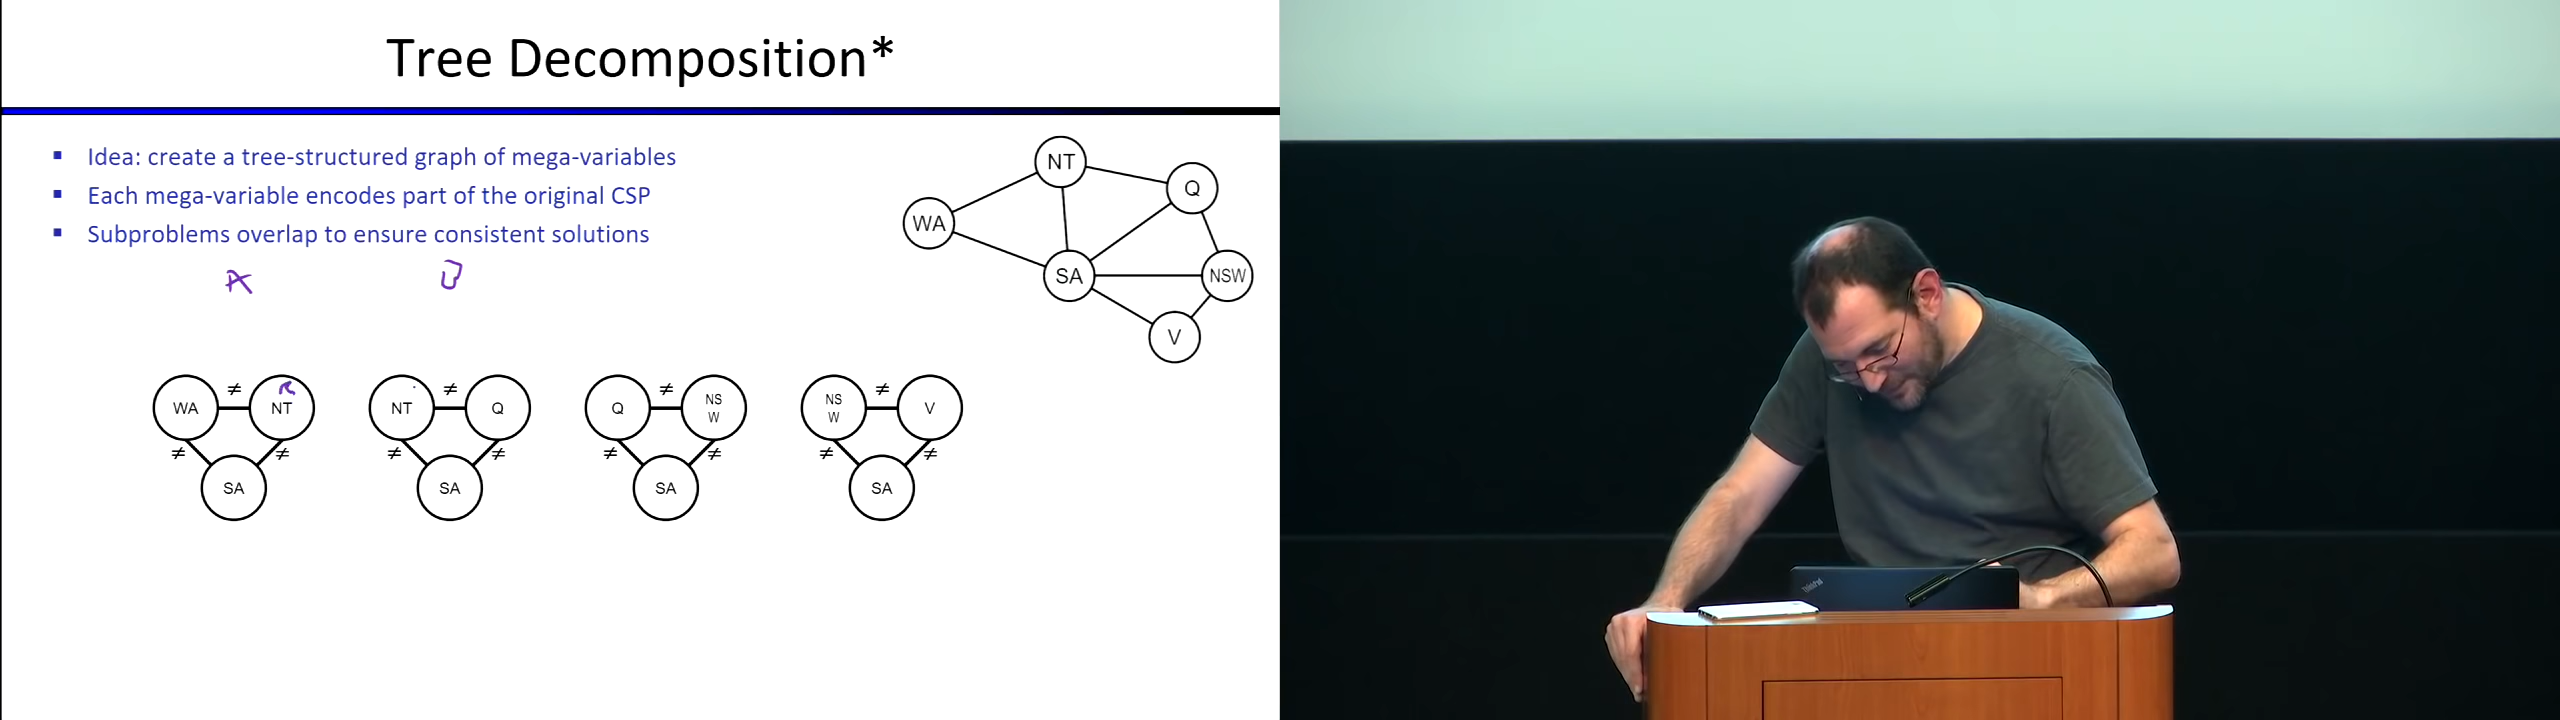 Tree Decomposition*
▪ Idea: create a tree-structured graph of mega-variables
▪ Each mega-variable encodes part of the original CSP
▪ Subproblems overlap to ensure consistent solutions
NT
Q
WA
SA
NSW
V
A
B
WA ≠ NT
R
≠ ≠
SA
NT ≠ Q
≠ ≠
SA
Q ≠ NS
W
≠ ≠
SA
NS
W ≠ V
≠ ≠
SA